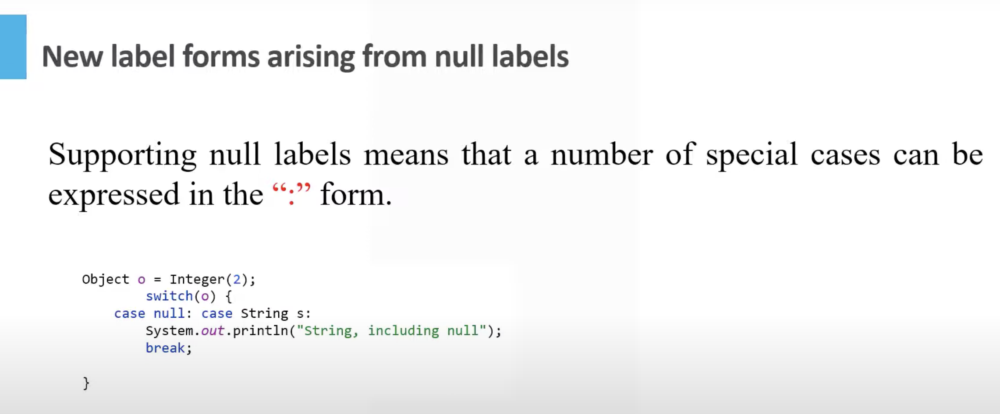 New label forms arising from null labels
Supporting null labels means that a number of special cases can be
expressed in the “:” form.
Object o = Integer(2);
switch(o) {
case null: case String s:
System.out.println("String, including null");
break;
}